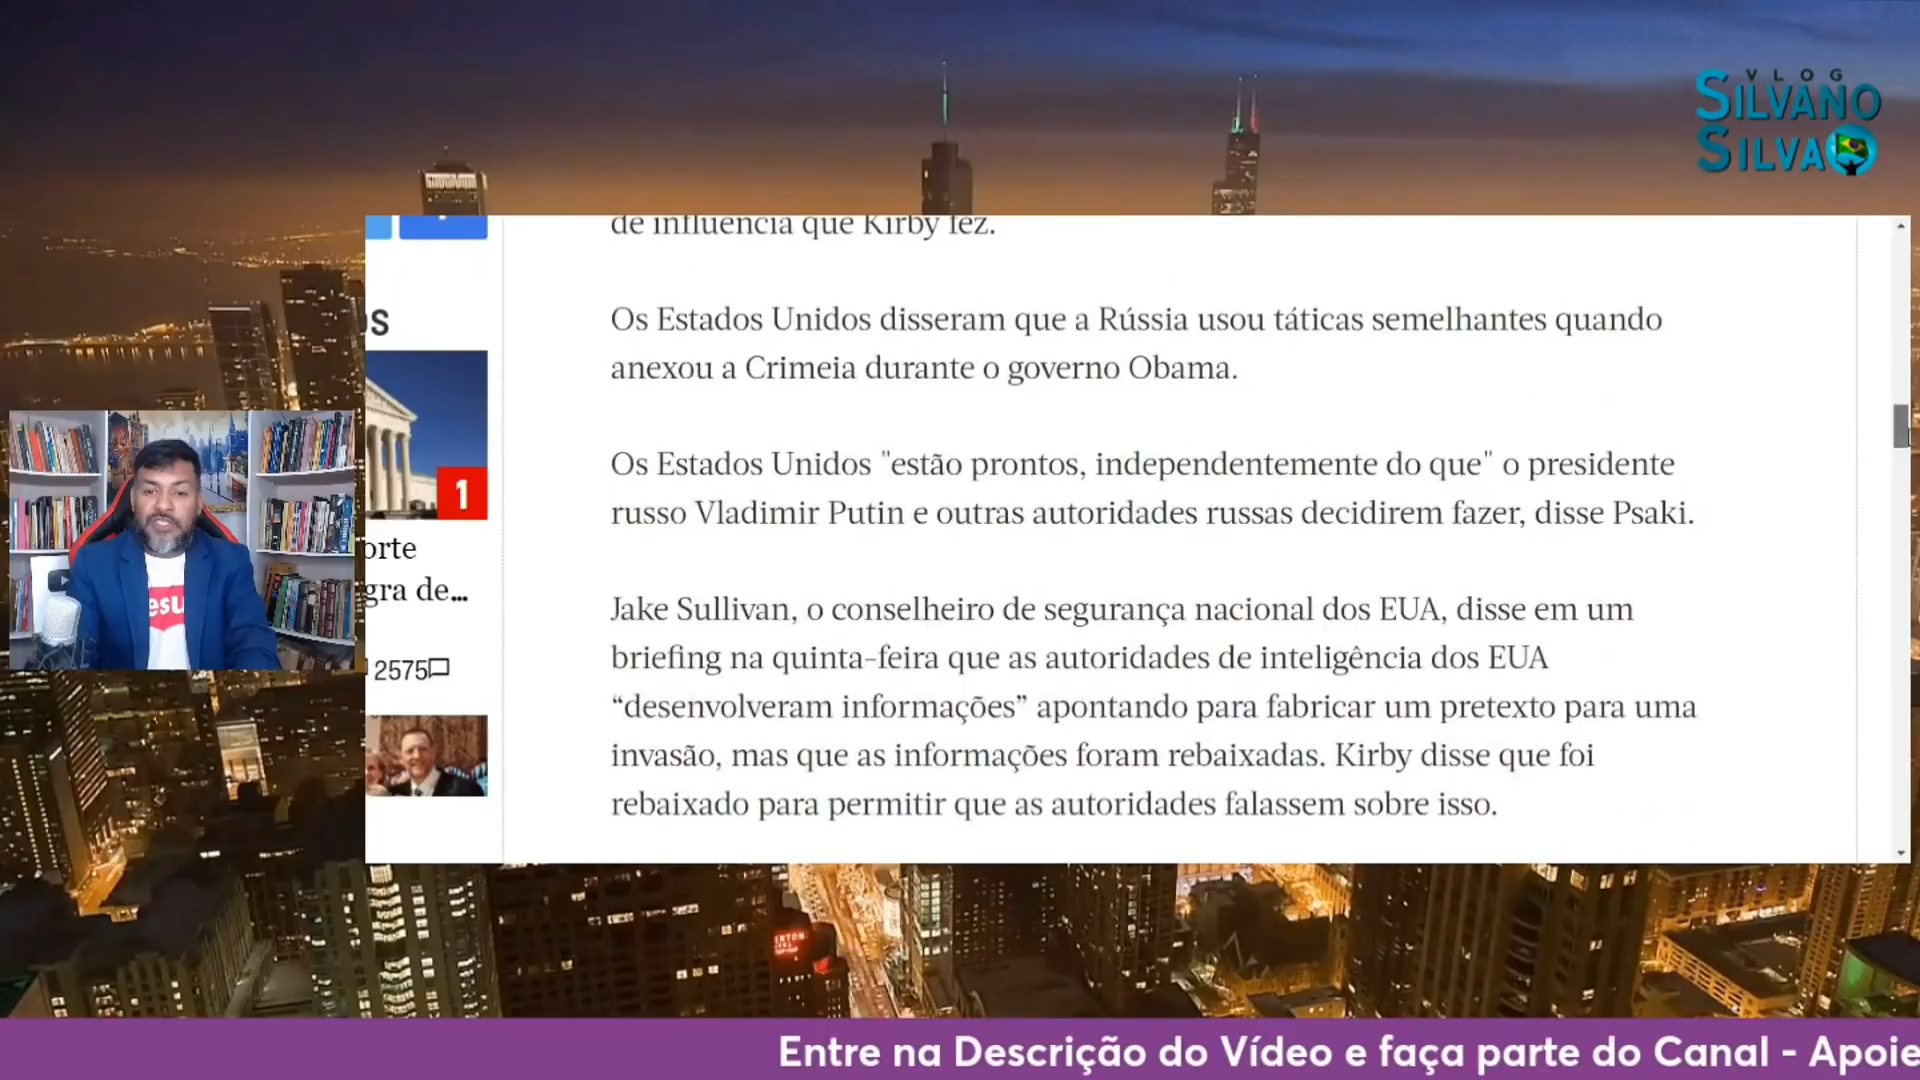 VLOG
SILVANO
SILVA
de influência que Kirby fez.
Os Estados Unidos disseram que a Rússia usou táticas semelhantes quando
anexou a Crimeia durante o governo Obama.
os
Os Estados Unidos "estão prontos, independentemente do que" o presidente
russo Vladimir Putin e outras autoridades russas decidirem fazer, disse Psaki.
1
orte
gra de...
Jake Sullivan, o conselheiro de segurança nacional dos EUA, disse em um
briefing na quinta-feira que as autoridades de inteligência dos EUA
“desenvolveram informações” apontando para fabricar um pretexto para uma
invasão, mas que as informações foram rebaixadas. Kirby disse que foi
rebaixado para permitir que as autoridades falassem sobre isso.
2575
esu
Entre na Descrição do Vídeo e faça parte do Canal - Apoie